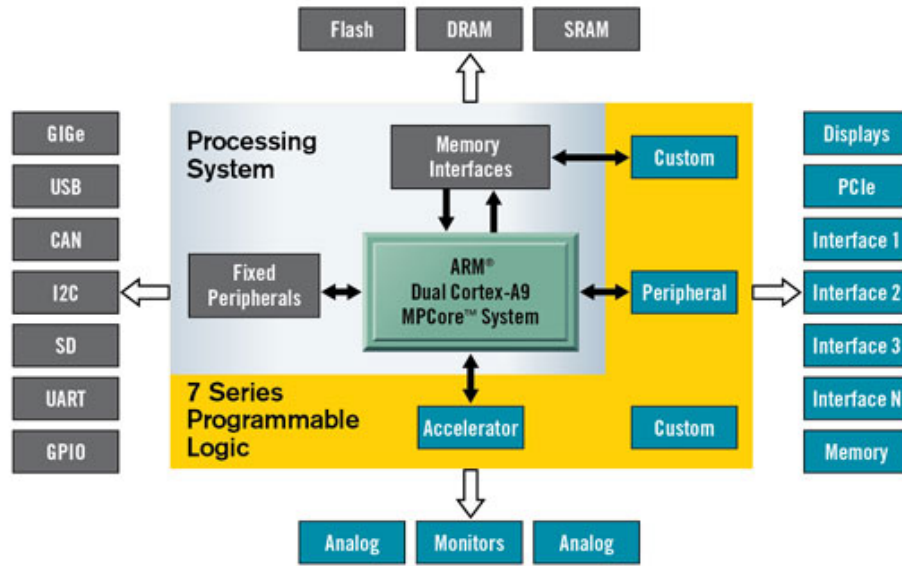 Flash
DRAM
SRAM
GIGe
USB
CAN
I2C
SD
UART
GPIO
Processing
System
Memory
Interfaces
Custom
Fixed
Peripherals
ARM®
Dual Cortex-A9
MPCore™ System
Peripheral
7 Series
Programmable
Logic
Accelerator
Custom
Displays
PCIe
Interface 1
Interface 2
Interface 3
Interface N
Memory
Analog
Monitors
Analog